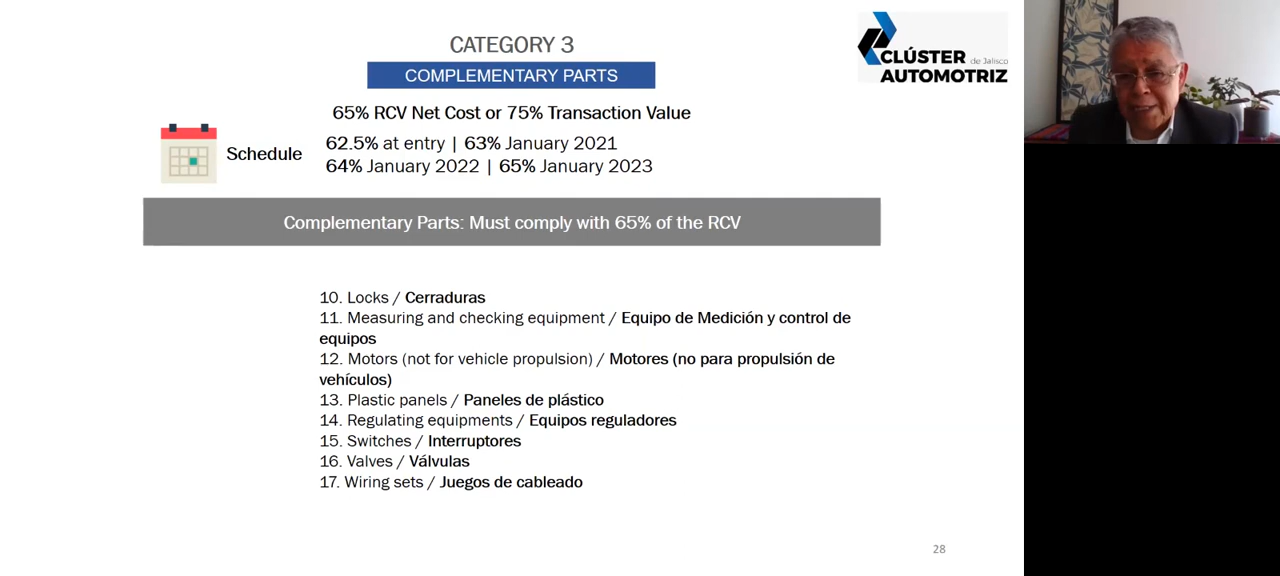 CATEGORY 3
COMPLEMENTARY PARTS
CLÚSTER de Jalisco
AUTOMOTRIZ
65% RCV Net Cost or 75% Transaction Value
Schedule
62.5% at entry | 63% January 2021
64% January 2022 | 65% January 2023
Complementary Parts: Must comply with 65% of the RCV
10. Locks / Cerraduras
11. Measuring and checking equipment / Equipo de Medición y control de
equipos
12. Motors (not for vehicle propulsion) / Motores (no para propulsión de
vehículos)
13. Plastic panels / Paneles de plástico
14. Regulating equipments / Equipos reguladores
15. Switches / Interruptores
16. Valves / Válvulas
17. Wiring sets / Juegos de cableado
28